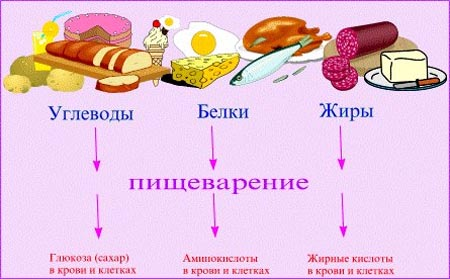 Углеводы Белки Жиры
пищеварение
Глюкоза (сахар) Аминокислоты Жирные кислоты
в крови и клетках в крови и клетках в крови и клетках